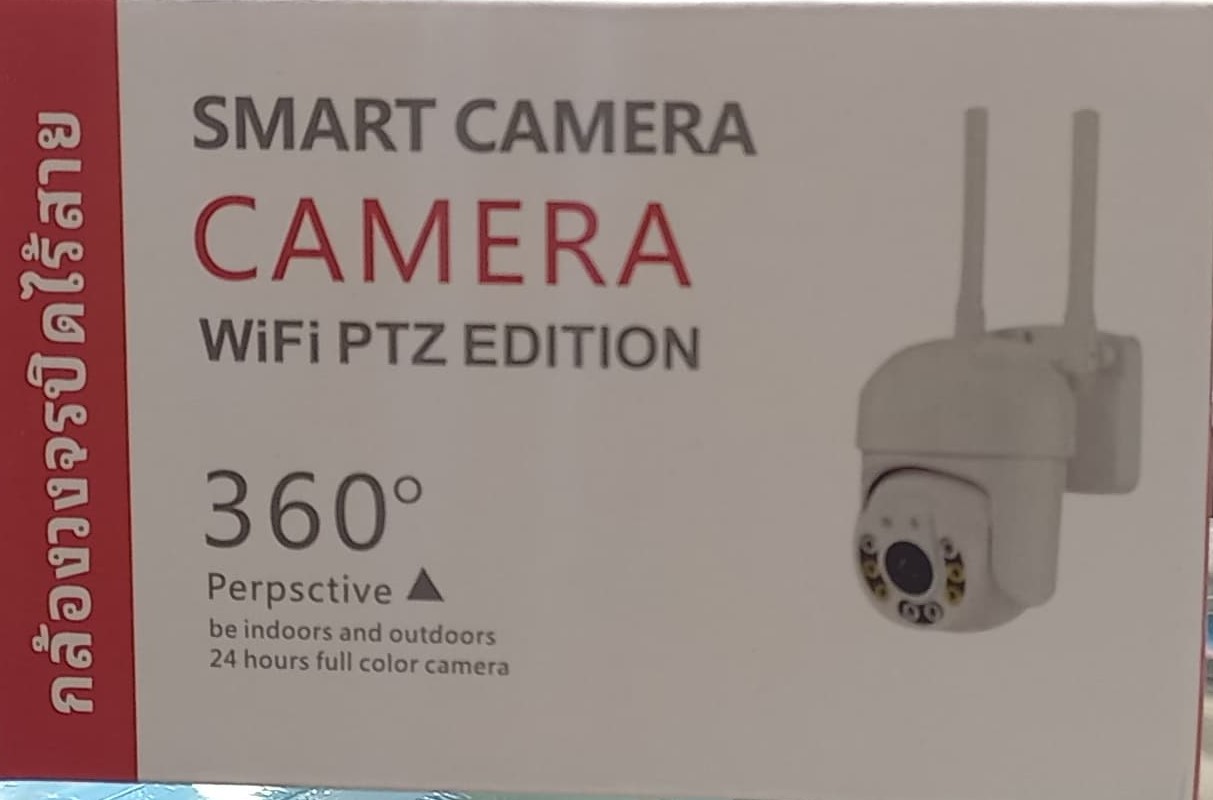 กล้องวงจรปิดไร้สาย
SMART CAMERA
CAMERA
WiFi PTZ EDITION
360°
Perpsctive
be indoors and outdoors
24 hours full color camera